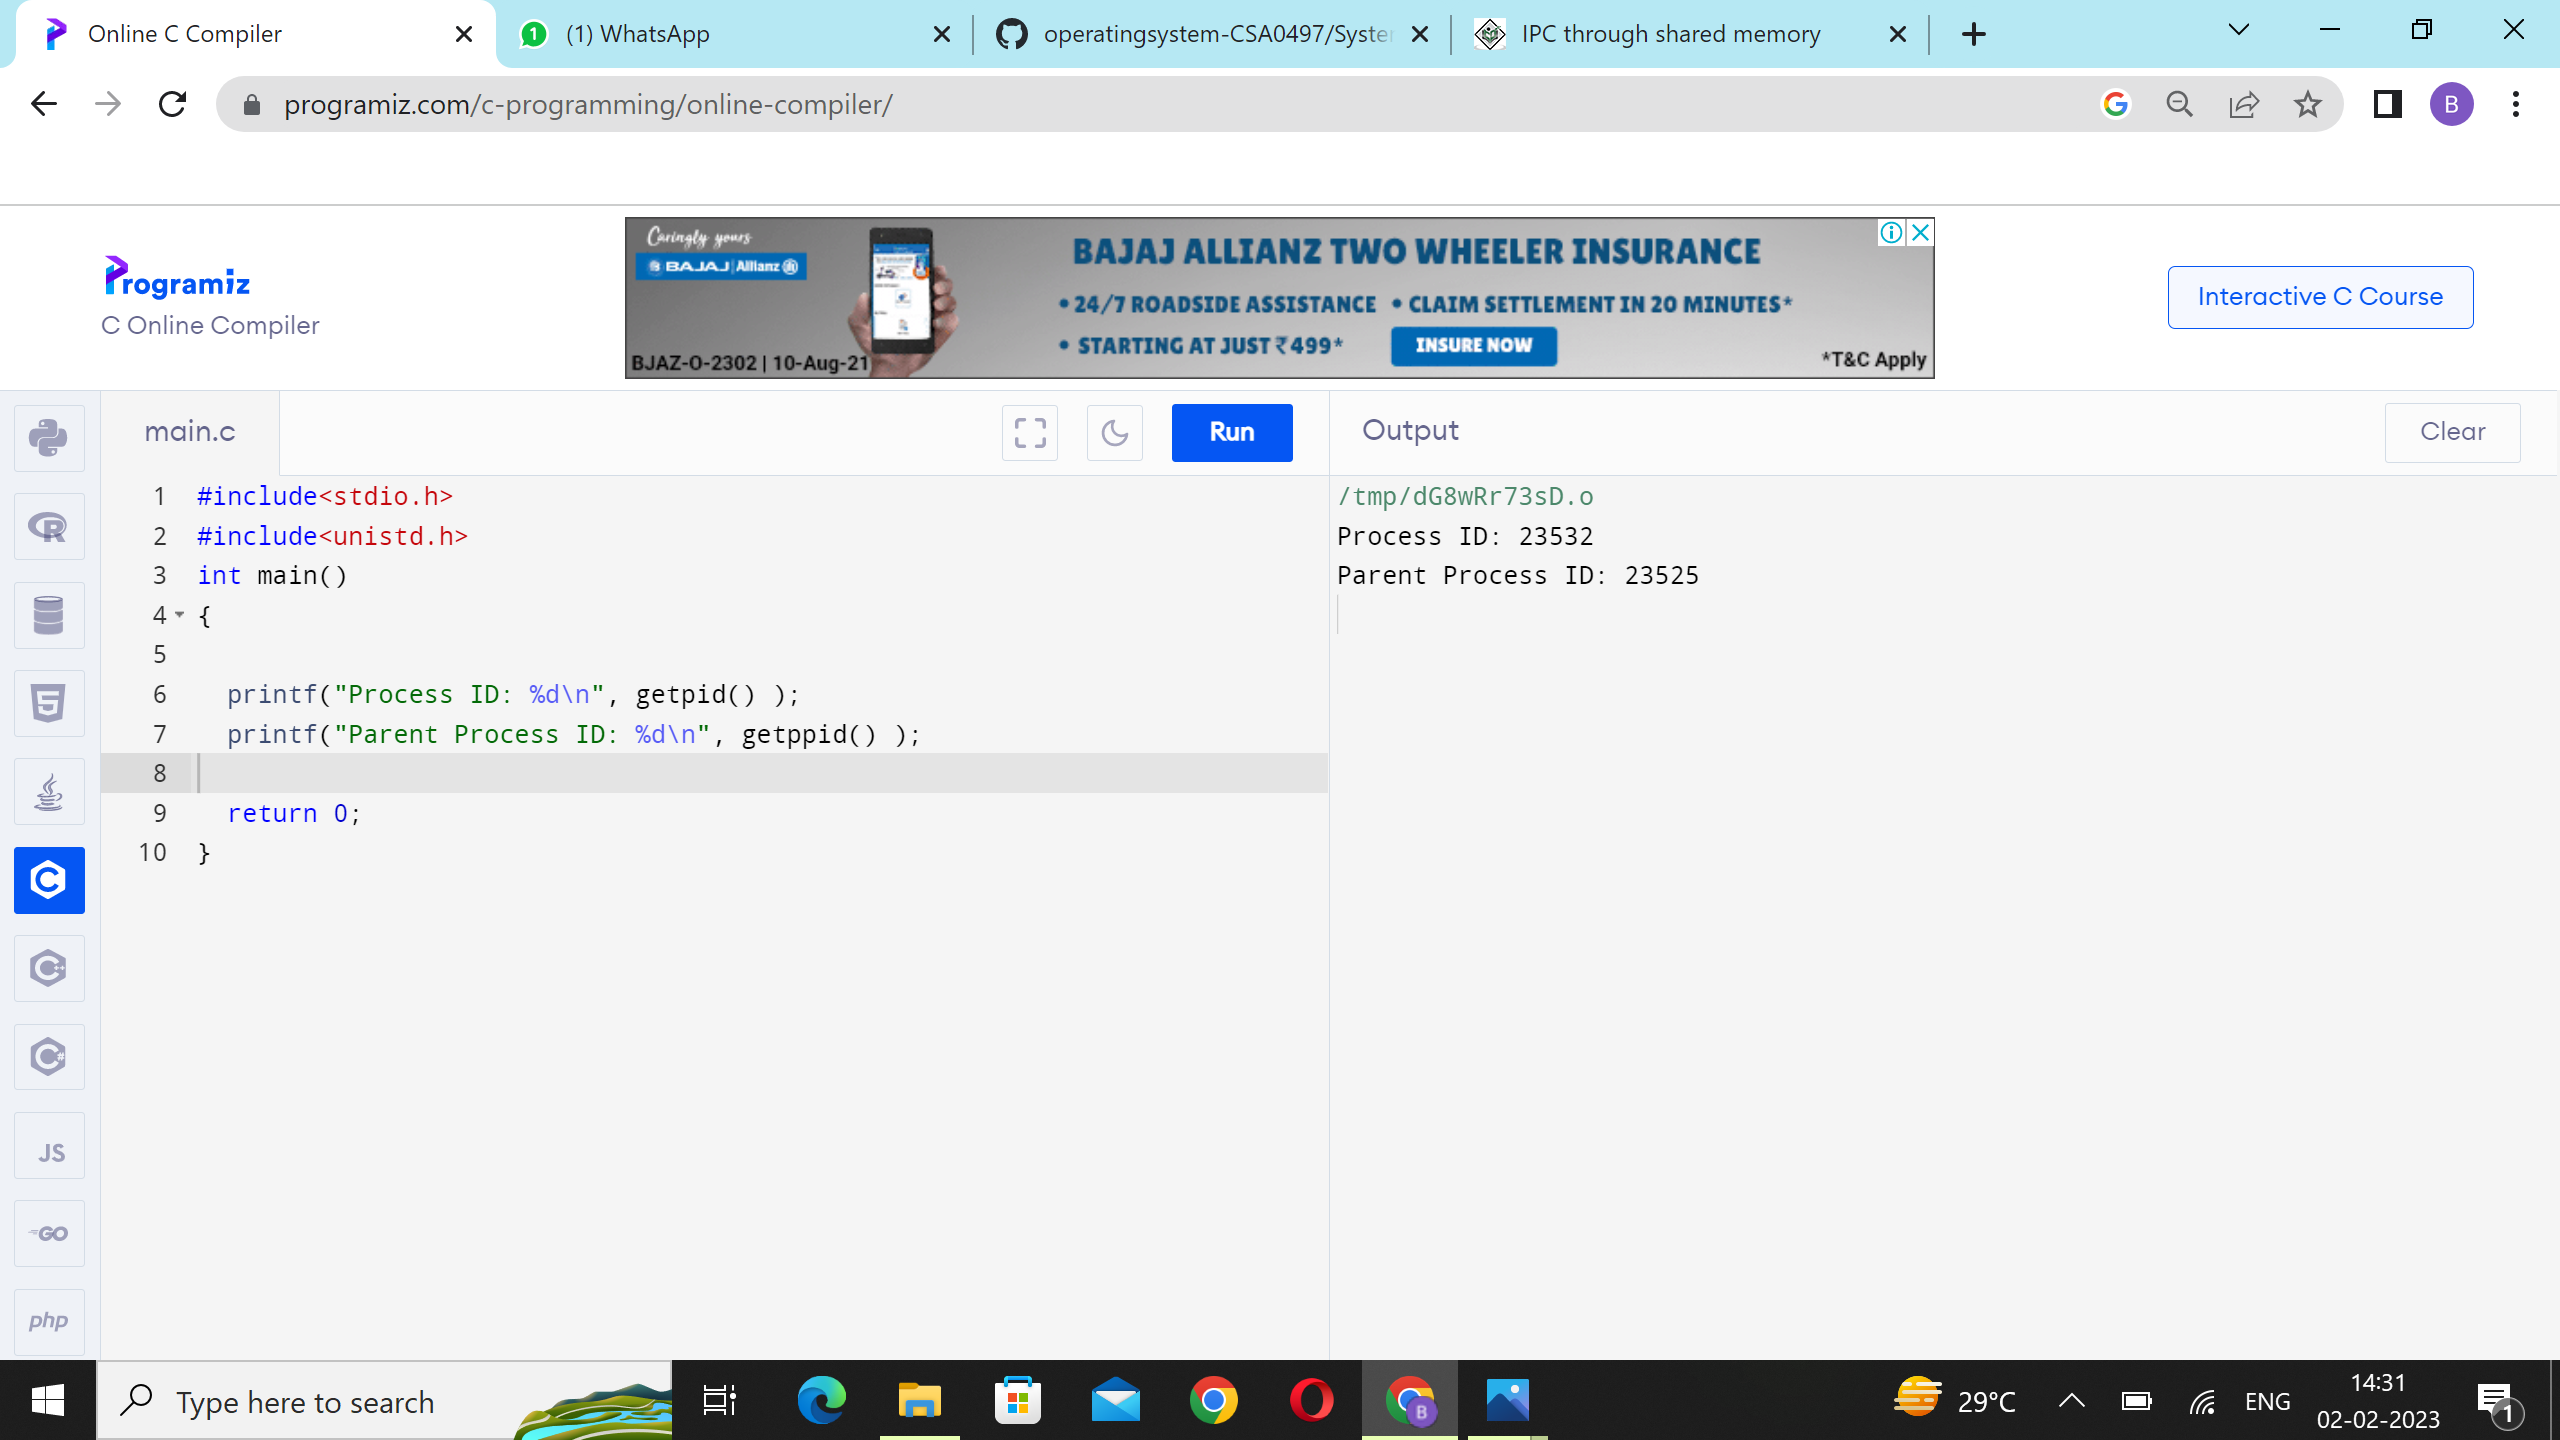 Online C Compiler
(1) WhatsApp
operatingsystem-CSA0497/Syste
IPC through shared memory
programiz.com/c-programming/online-compiler/
B
Programiz
C Online Compiler
Caringly yours
BAJAJ Allianz
BJAZ-O-2302 | 10-Aug-21
BAJAJ ALLIANZ TWO WHEELER INSURANCE
• 24/7 ROADSIDE ASSISTANCE • CLAIM SETTLEMENT IN 20 MINUTES*
• STARTING AT JUST ₹499*
INSURE NOW
*T&C Apply
Interactive C Course
main.c
Run
Output
Clear
1 #include<stdio.h>
2 #include<unistd.h>
3 int main()
4 {
5
6 printf("Process ID: %d\n", getpid() );
7 printf("Parent Process ID: %d\n", getppid() );
8
9 return 0;
10 }
/tmp/dG8wRr73sD.o
Process ID: 23532
Parent Process ID: 23525
R
5
C
C++
C#
JS
GO
php
Type here to search
B
29°C
ENG
14:31
02-02-2023
1